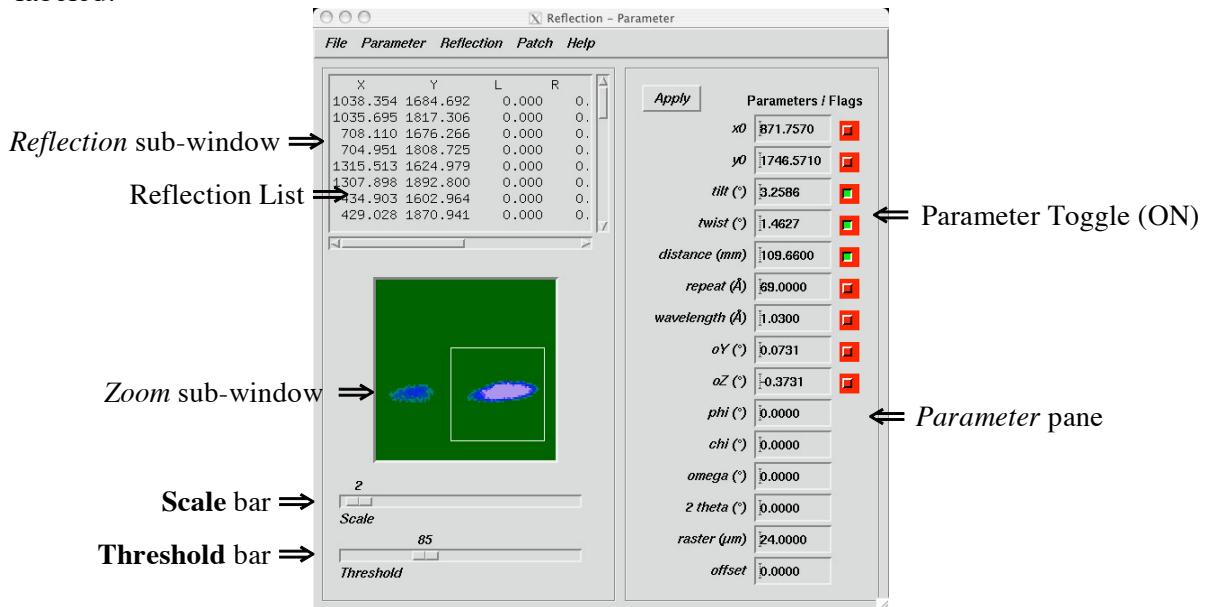 labeled.
Reflection – Parameter
File Parameter Reflection Patch Help
X Y L R
1038.354 1684.692 0.000 0.
1035.695 1817.306 0.000 0.
708.110 1676.266 0.000 0.
704.951 1808.725 0.000 0.
1315.513 1624.979 0.000 0.
1307.898 1892.800 0.000 0.
434.903 1602.964 0.000 0.
429.028 1870.941 0.000 0.
Reflection sub-window ⇒
Reflection List
Zoom sub-window
2
Scale bar ⇒
Scale
85
Threshold bar ⇒
Threshold
Apply
Parameters / Flags
x0 871.7570
y0 1746.5710
tilt (°) 3.2586
twist (°) 1.4627
⇐ Parameter Toggle (ON)
distance (mm) 109.6600
repeat (Å) 69.0000
wavelength (Å) 1.0300
oY (°) 0.0731
oZ (°) -0.3731
phi (°) 0.0000
⇐ Parameter pane
chi (°) 0.0000
omega (°) 0.0000
2 theta (°) 0.0000
raster (µm) 24.0000
offset 0.0000